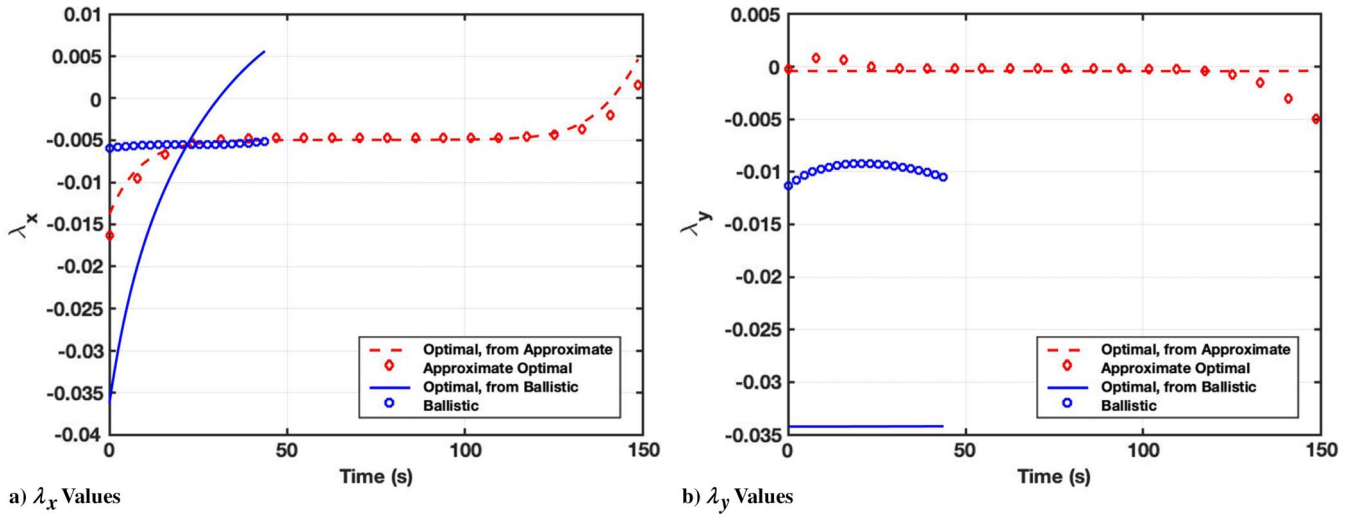 0.01
0.005
0
-0.005
-0.01
-0.015
-0.02
-0.025
-0.03
-0.035
-0.04
λx
0 50 100 150
Time (s)
Optimal, from Approximate
Approximate Optimal
Optimal, from Ballistic
Ballistic
a) λx Values
0.005
0
-0.005
-0.01
-0.015
-0.02
-0.025
-0.03
-0.035
λy
0 50 100 150
Time (s)
Optimal, from Approximate
Approximate Optimal
Optimal, from Ballistic
Ballistic
b) λy Values